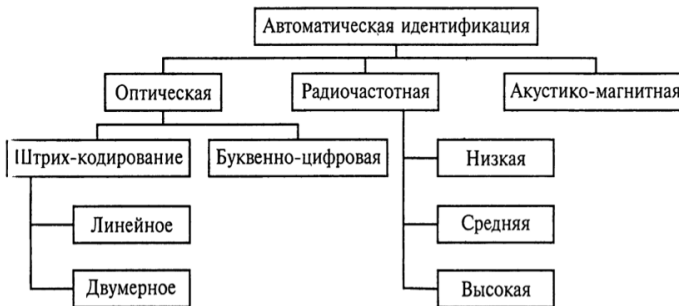 Автоматическая идентификация
Оптическая
Радиочастотная
Акустико-магнитная
Штрих-кодирование
Буквенно-цифровая
Низкая
Линейное
Средняя
Двумерное
Высокая